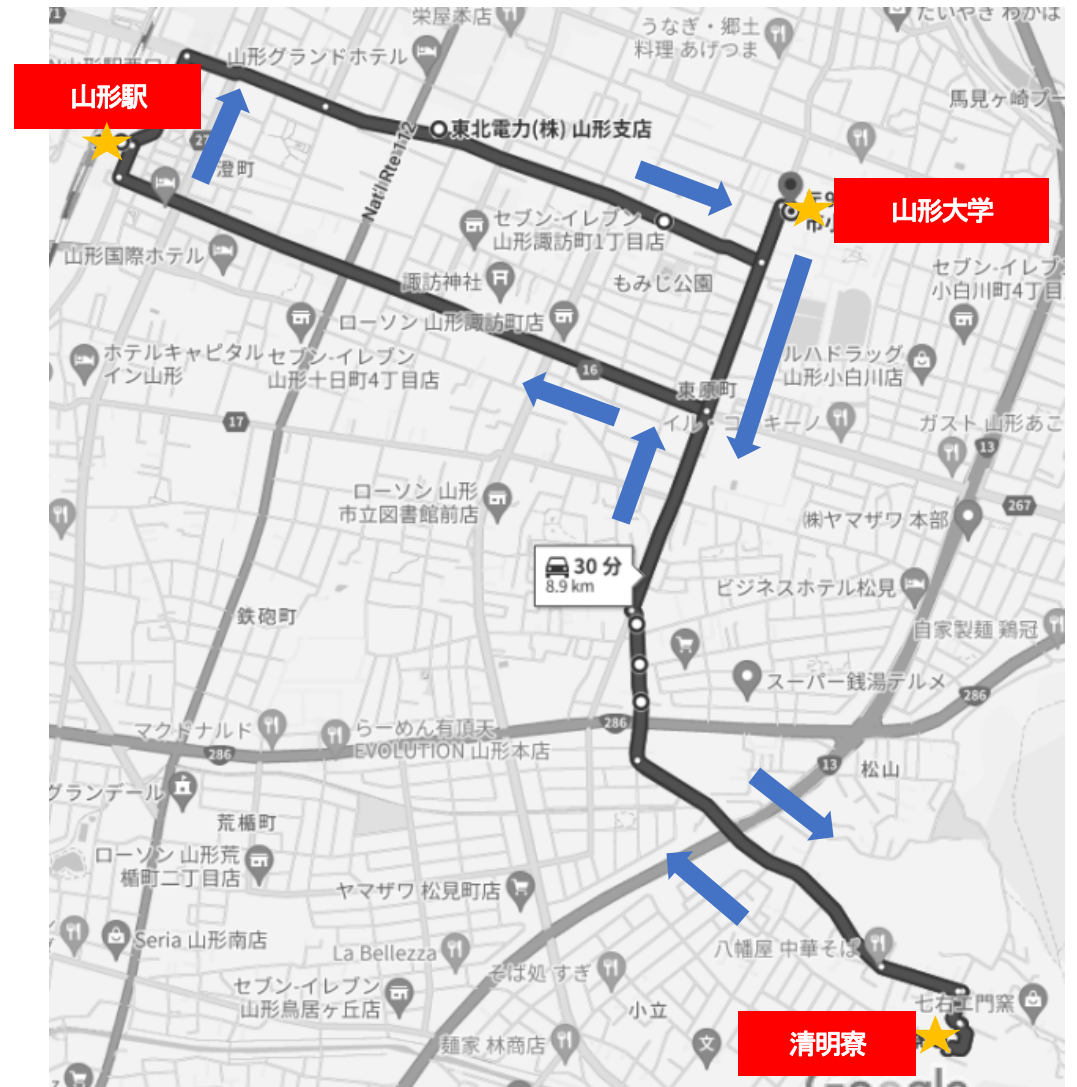 栄屋本店
うなぎ・郷土
料理 あげつま
たいやき わかば
山形グランドホテル
山形駅
馬見ヶ崎プー
東北電力(株) 山形支店
Nat'l Rte 112
澄町
セブン-イレブン
山形諏訪町1丁目店
山形大学
山形国際ホテル
諏訪神社
もみじ公園
セブン-イレブン
小白川町4丁目
ローソン 山形諏訪町店
ホテルキャピタル
イン山形
セブン-イレブン
山形十日町4丁目店
ルハドラッグ
山形小白川店
16
東原町
17
ガスト 山形あこ
13
ローソン 山形
市立図書館前店
267
㈱ヤマザワ 本部
30 分
8.9 km
ビジネスホテル松見
鉄砲町
自家製麺 鶏冠
スーパー銭湯テルメ
286
286
マクドナルド
らーめん有頂天
EVOLUTION 山形本店
286
13
松山
グランデール
荒楯町
ローソン 山形荒
楯町二丁目店
ヤマザワ 松見町店
Seria 山形南店
La Bellezza
八幡屋 中華そば
そば処 すぎ
セブン-イレブン
山形鳥居ヶ丘店
小立
七右エ門窯
清明寮
麺家 林商店
文